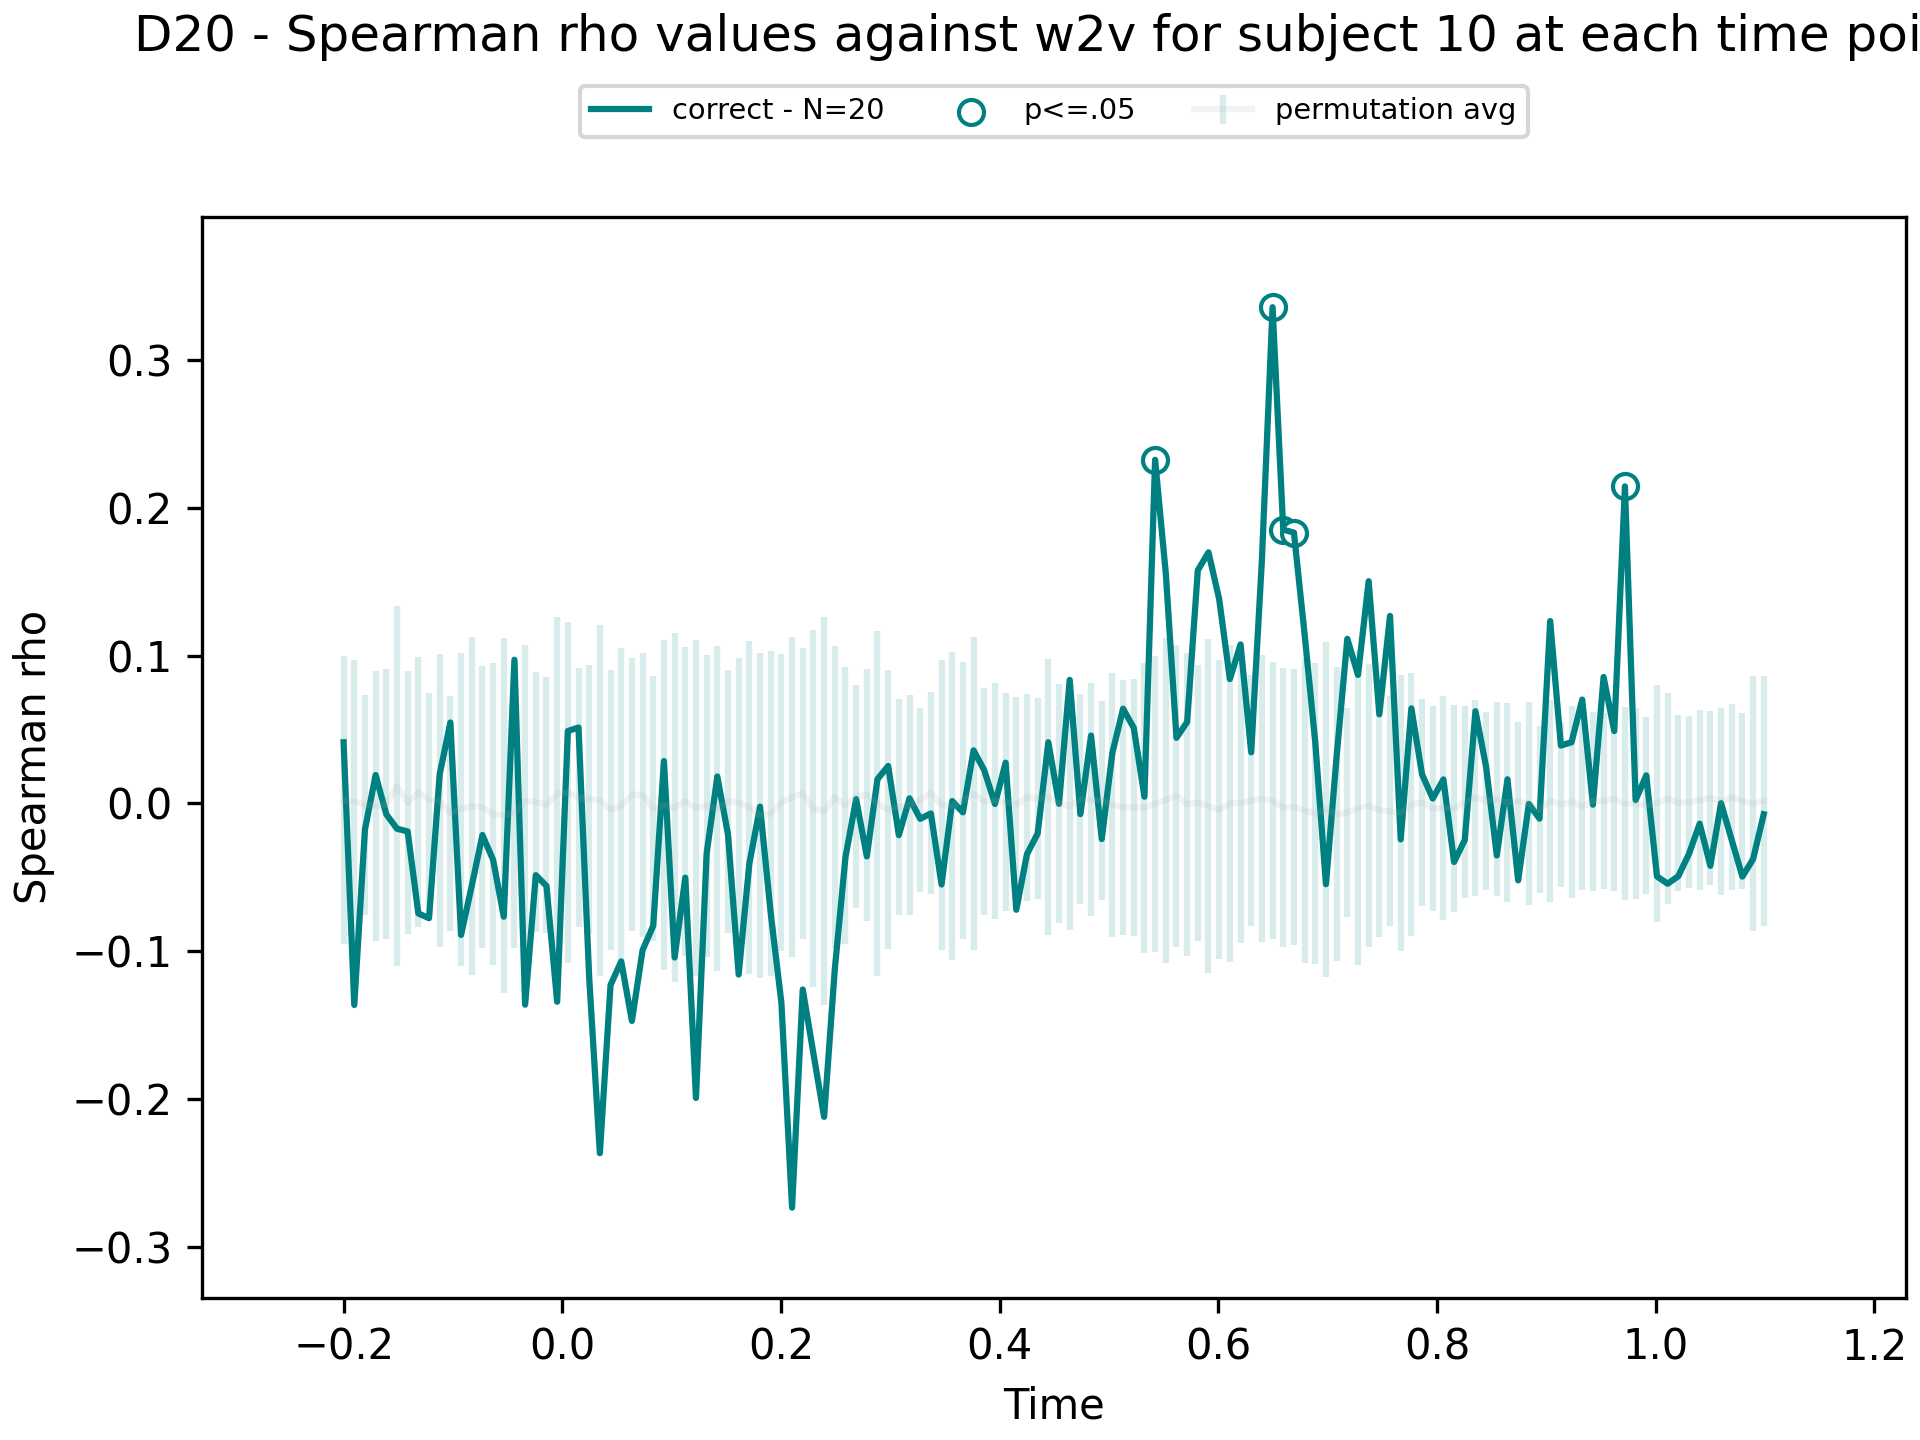 D20 - Spearman rho values against w2v for subject 10 at each time poi
correct - N=20 p<=.05 permutation avg
Spearman rho
0.3
0.2
0.1
0.0
−0.1
−0.2
−0.3
−0.2 0.0 0.2 0.4 0.6 0.8 1.0 1.2
Time